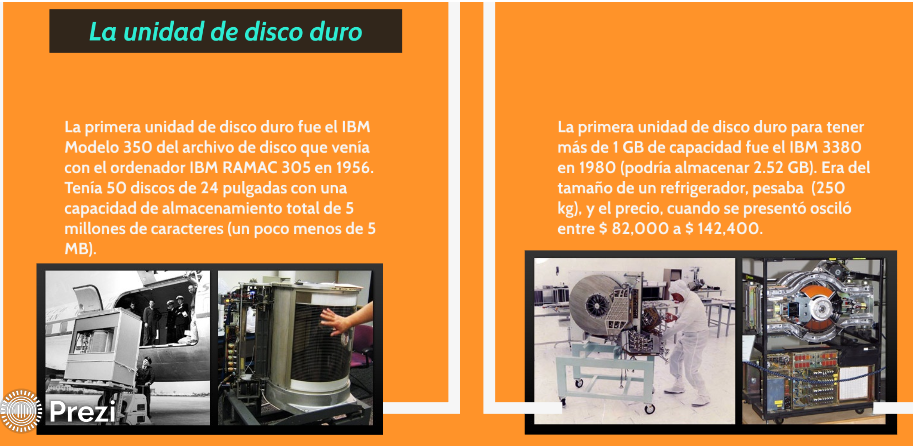 La unidad de disco duro
La primera unidad de disco duro fue el IBM
Modelo 350 del archivo de disco que venía
con el ordenador IBM RAMAC 305 en 1956.
Tenía 50 discos de 24 pulgadas con una
capacidad de almacenamiento total de 5
millones de caracteres (un poco menos de 5
MB).
La primera unidad de disco duro para tener
más de 1 GB de capacidad fue el IBM 3380
en 1980 (podría almacenar 2.52 GB). Era del
tamaño de un refrigerador, pesaba (250
kg), y el precio, cuando se presentó osciló
entre $ 82,000 a $ 142,400.
Prezi